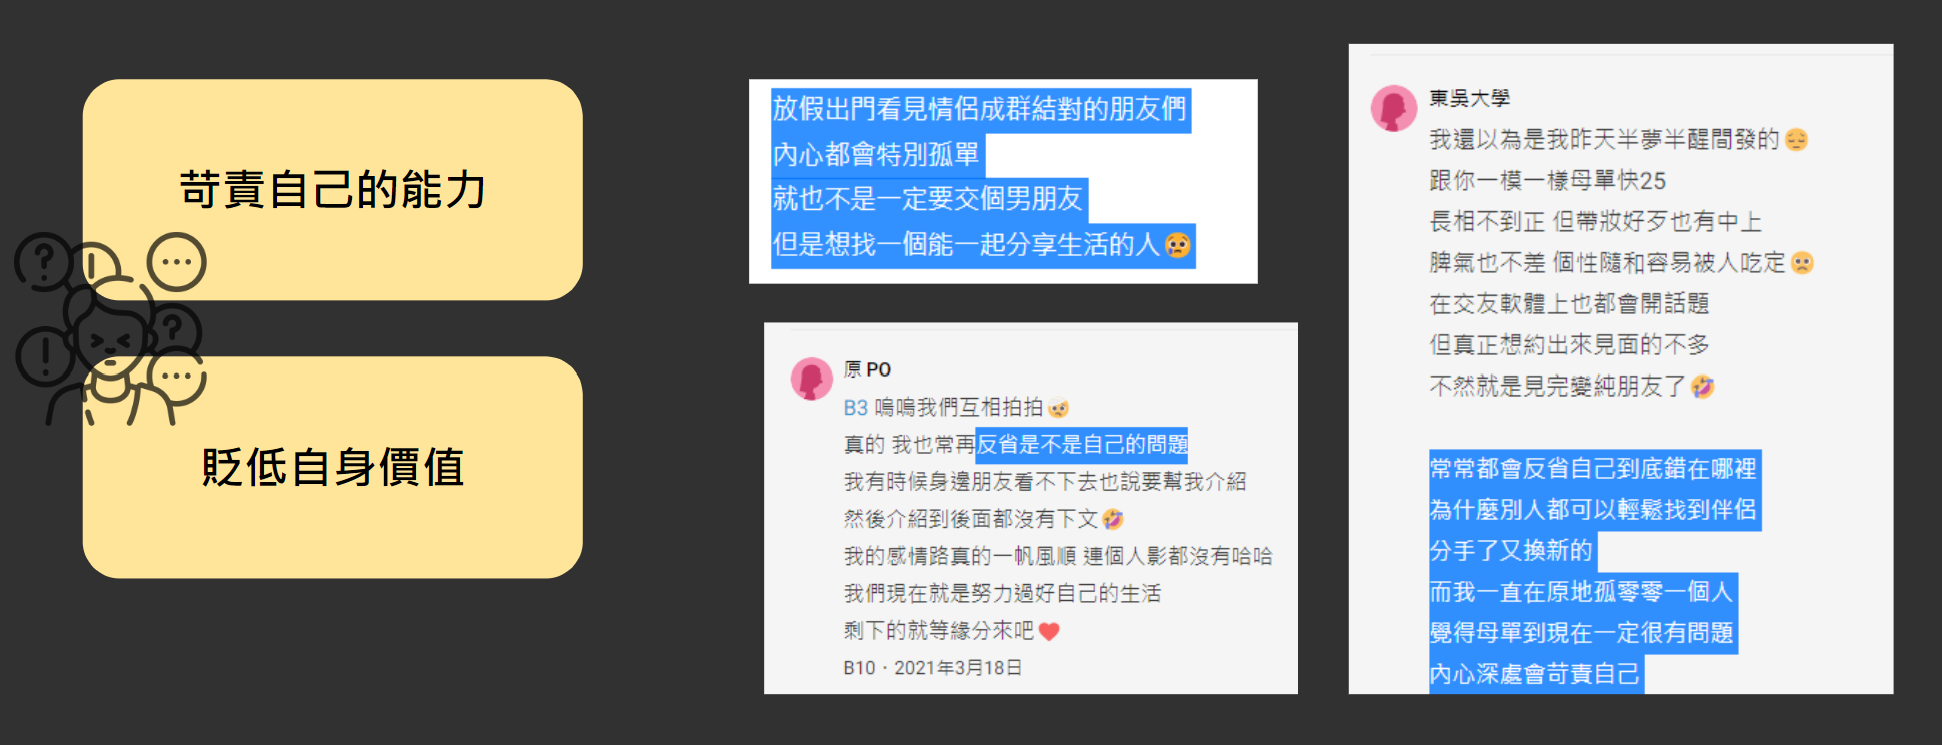 苛責自己的能力
貶低自身價值
放假出門看見情侶成群結對的朋友們
內心都會特別孤單
就也不是一定要交個男朋友
但是想找一個能一起分享生活的人😢
原 PO
B3 嗚嗚我們互相拍拍🤕
真的 我也常再反省是不是自己的問題
我有時候身邊朋友看不下去也說要幫我介紹
然後介紹到後面都沒有下文🤣
我的感情路真的一帆風順 連個人影都沒有哈哈
我們現在就是努力過好自己的生活
剩下的就等緣分來吧❤️
B10・2021年3月18日
東吳大學
我還以為是我昨天半夢半醒間發的😔
跟你一模一樣母單快25
長相不到正 但帶妝好歹也有中上
脾氣也不差 個性隨和容易被人吃定🙁
在交友軟體上也都會開話題
但真正想約出來見面的不多
不然就是見完變純朋友了🤣
常常都會反省自己到底錯在哪裡
為什麼別人都可以輕鬆找到伴侶
分手了又換新的
而我一直在原地孤零零一個人
覺得母單到現在一定很有問題
內心深處會苛責自己